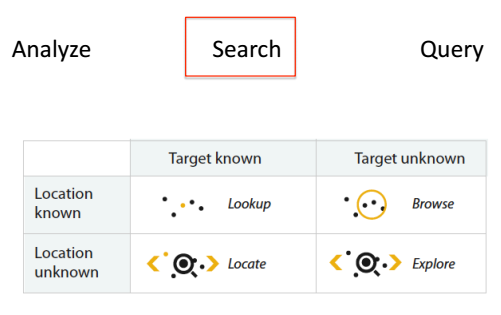 Analyze Search Query
Target known Target unknown
Location
known
Lookup Browse
Location
unknown
Locate Explore